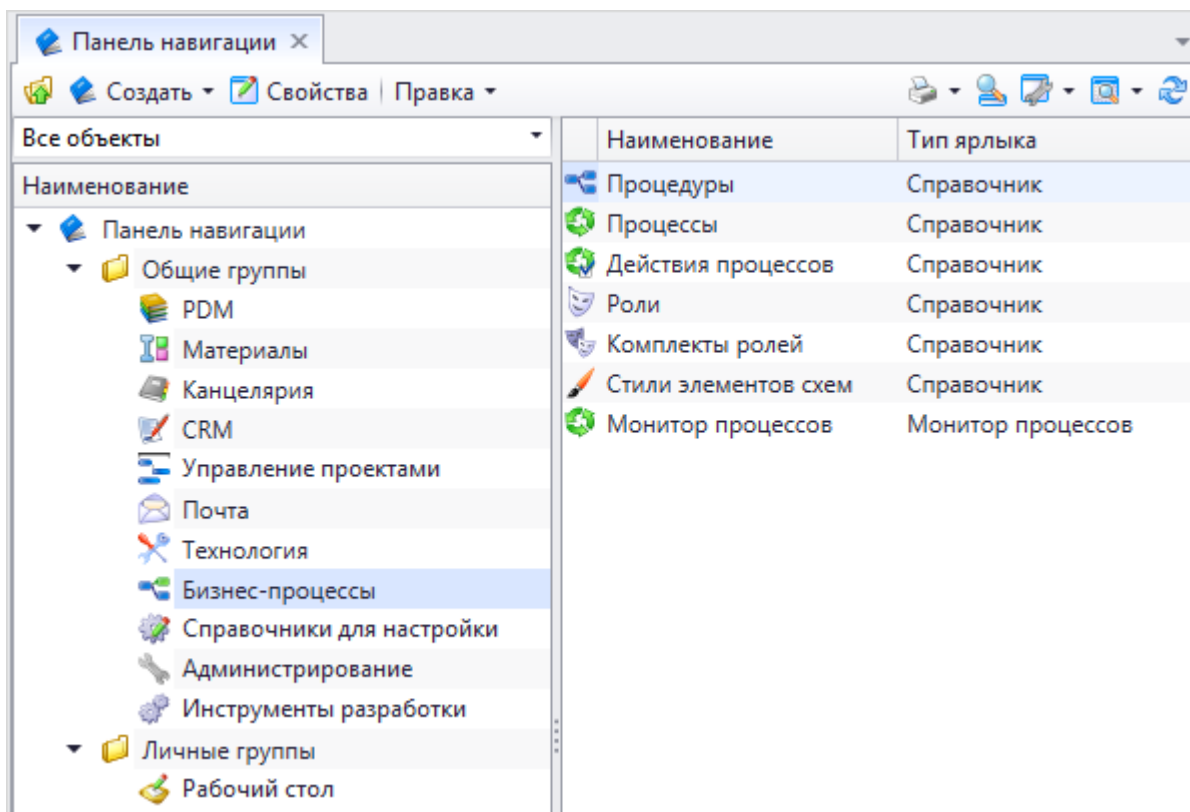 Панель навигации
Создать Свойства Правка
Все объекты
Наименование
Панель навигации
Общие группы
PDM
Материалы
Канцелярия
CRM
Управление проектами
Почта
Технология
Бизнес-процессы
Справочники для настройки
Администрирование
Инструменты разработки
Личные группы
Рабочий стол
Наименование Тип ярлыка
Процедуры Справочник
Процессы Справочник
Действия процессов Справочник
Роли Справочник
Комплекты ролей Справочник
Стили элементов схем Справочник
Монитор процессов Монитор процессов